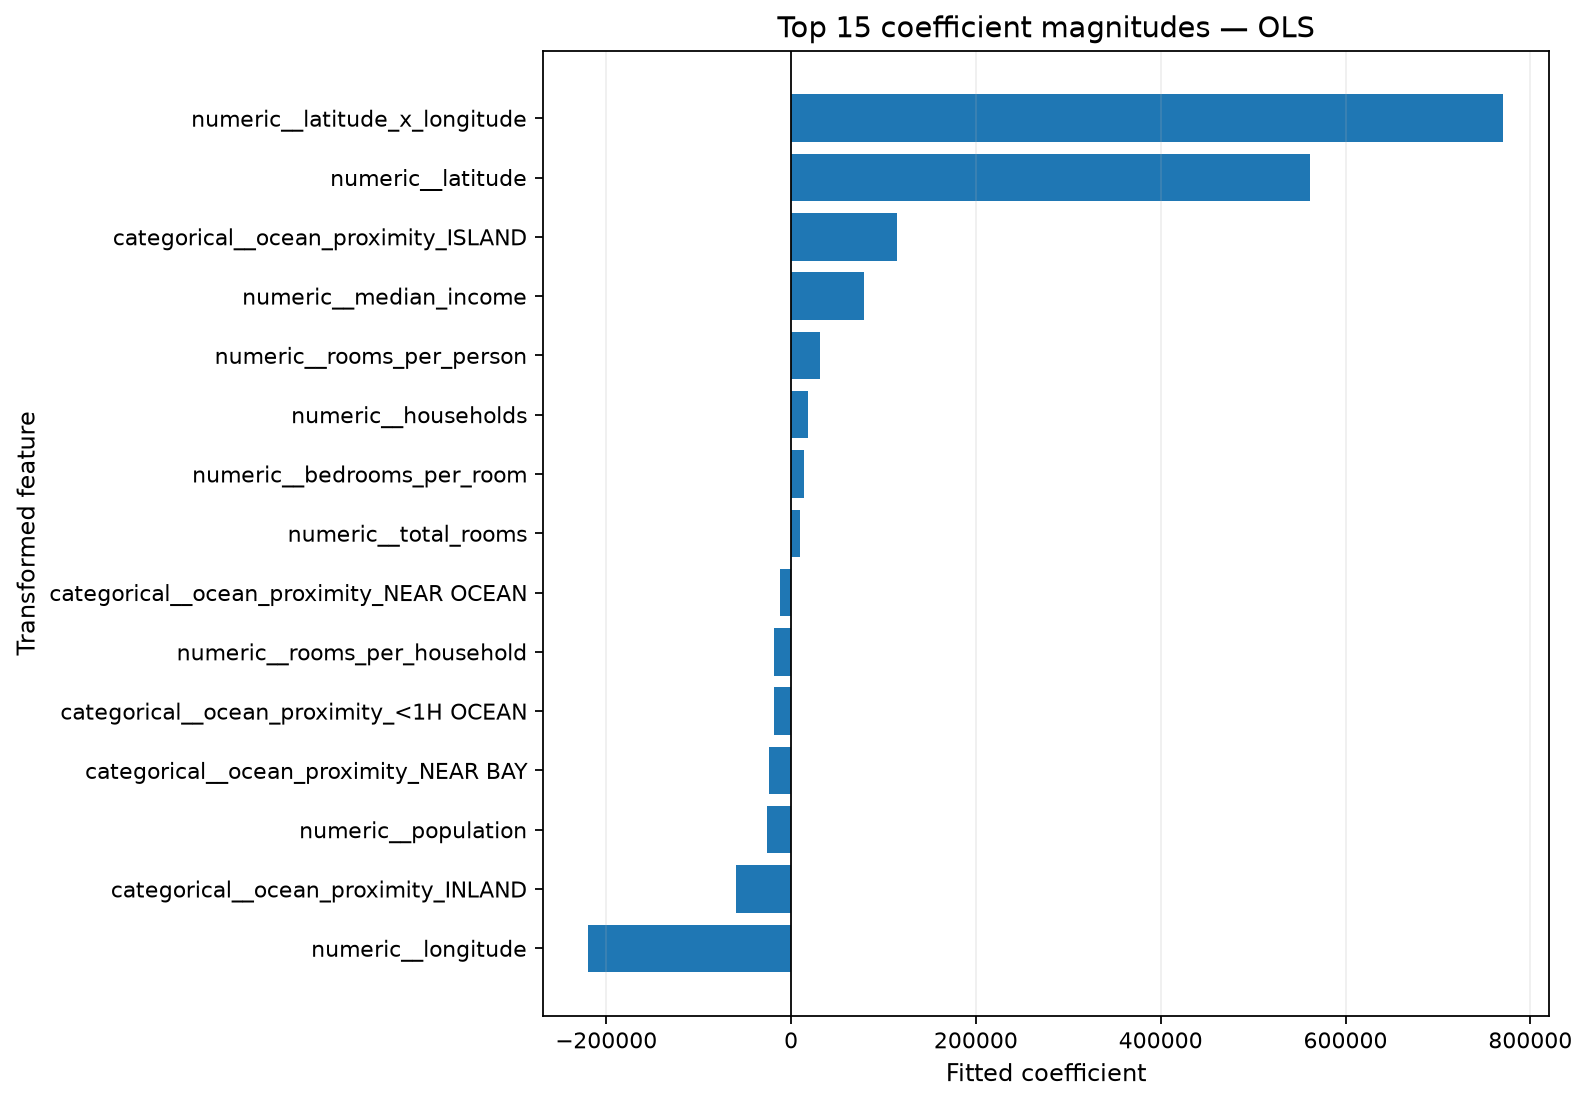 Top 15 coefficient magnitudes — OLS
Transformed feature
numeric__latitude_x_longitude
numeric__latitude
categorical__ocean_proximity_ISLAND
numeric__median_income
numeric__rooms_per_person
numeric__households
numeric__bedrooms_per_room
numeric__total_rooms
categorical__ocean_proximity_NEAR OCEAN
numeric__rooms_per_household
categorical__ocean_proximity_<1H OCEAN
categorical__ocean_proximity_NEAR BAY
numeric__population
categorical__ocean_proximity_INLAND
numeric__longitude
−200000 0 200000 400000 600000 800000
Fitted coefficient